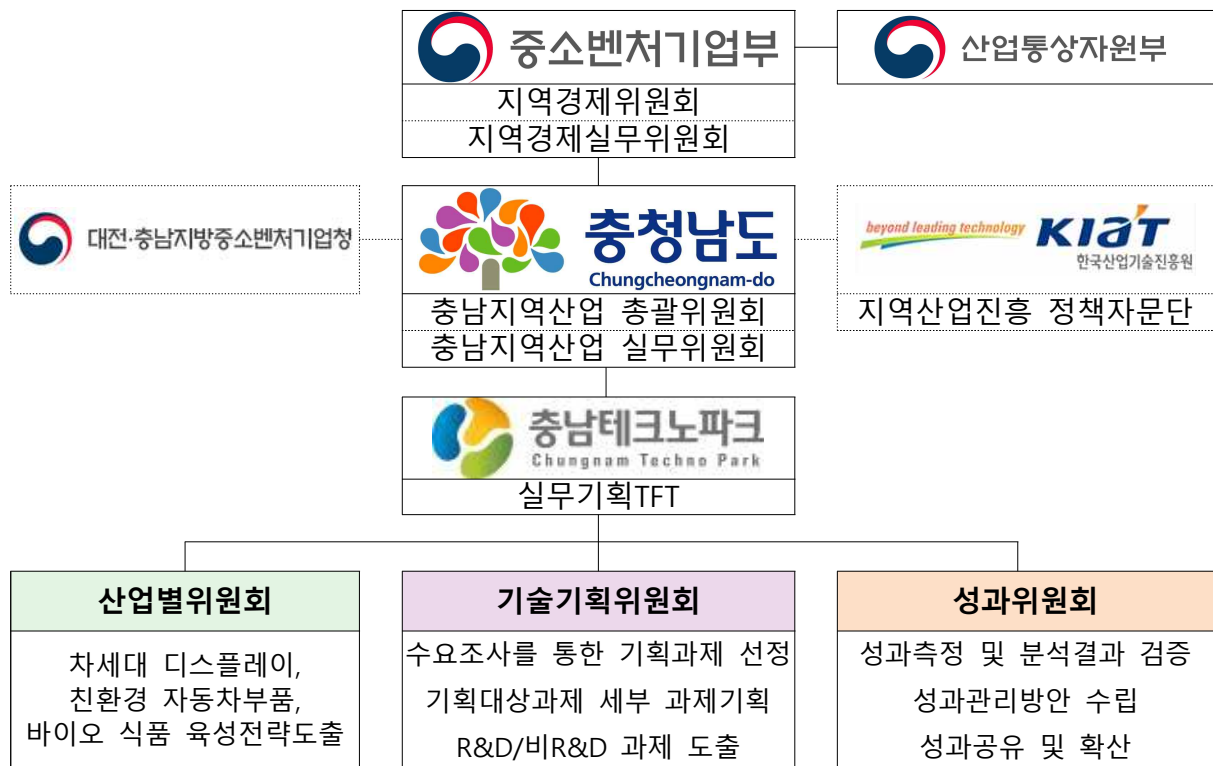 중소벤처기업부
산업통상자원부
지역경제위원회
지역경제실무위원회
대전·충남지방중소벤처기업청
충청남도
Chungcheongnam-do
beyond leading technology
KIAT
한국산업기술진흥원
충남지역산업 총괄위원회
지역산업진흥 정책자문단
충남지역산업 실무위원회
충남테크노파크
Chungnam Techno Park
실무기획TFT
산업별위원회
차세대 디스플레이,
친환경 자동차부품,
바이오 식품 육성전략도출
기술기획위원회
수요조사를 통한 기획과제 선정
기획대상과제 세부 과제기획
R&D/비R&D 과제 도출
성과위원회
성과측정 및 분석결과 검증
성과관리방안 수립
성과공유 및 확산